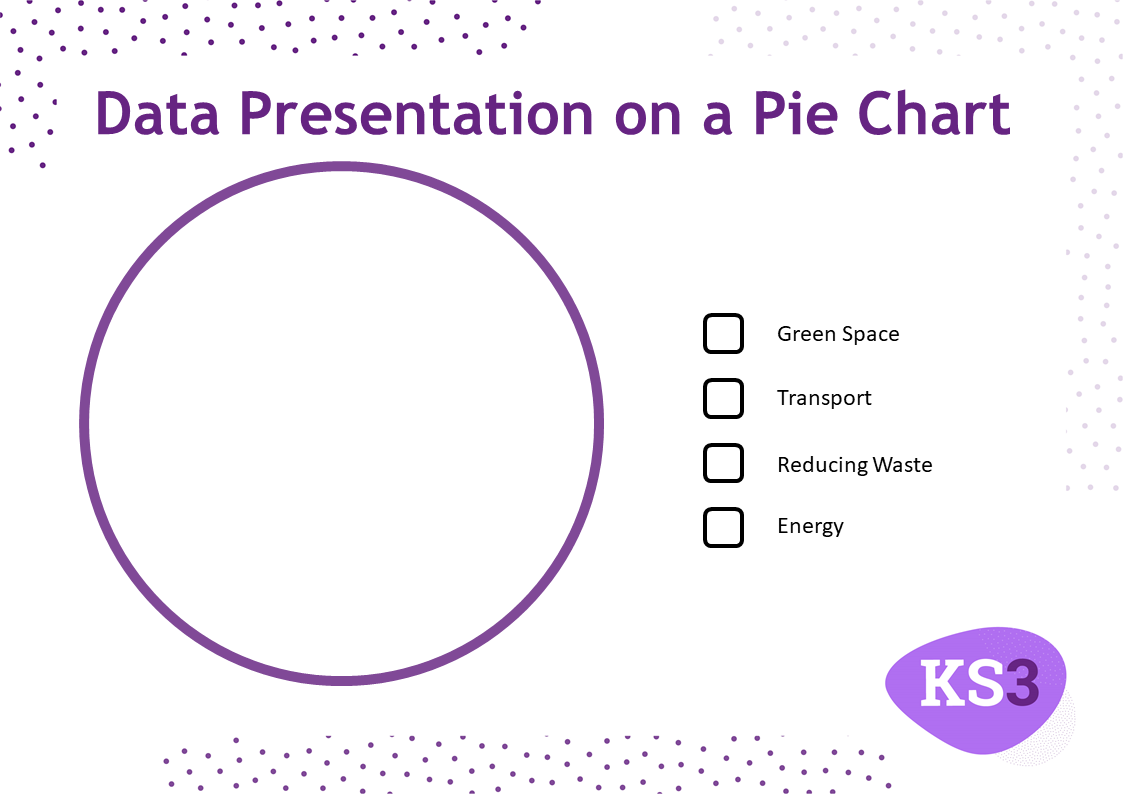 Data Presentation on a Pie Chart
Green Space
Transport
Reducing Waste
Energy
KS3